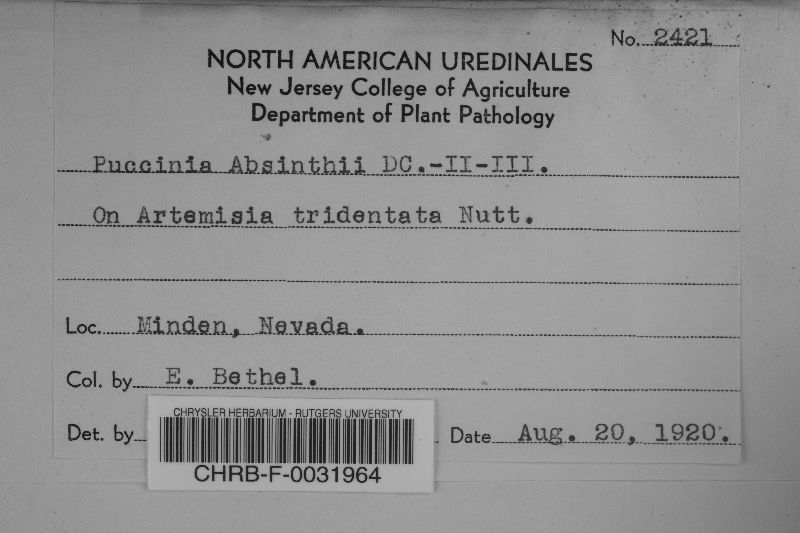 No. 2421
NORTH AMERICAN UREDINALES
New Jersey College of Agriculture
Department of Plant Pathology
Puccinia Absinthii DC.-II-III.
On Artemisia tridentata Nutt.
Loc. Minden, Nevada.
Col. by E. Bethel.
Det. by
Date Aug. 20, 1920.
CHRYSLER HERBARIUM - RUTGERS UNIVERSITY
CHRB-F-0031964